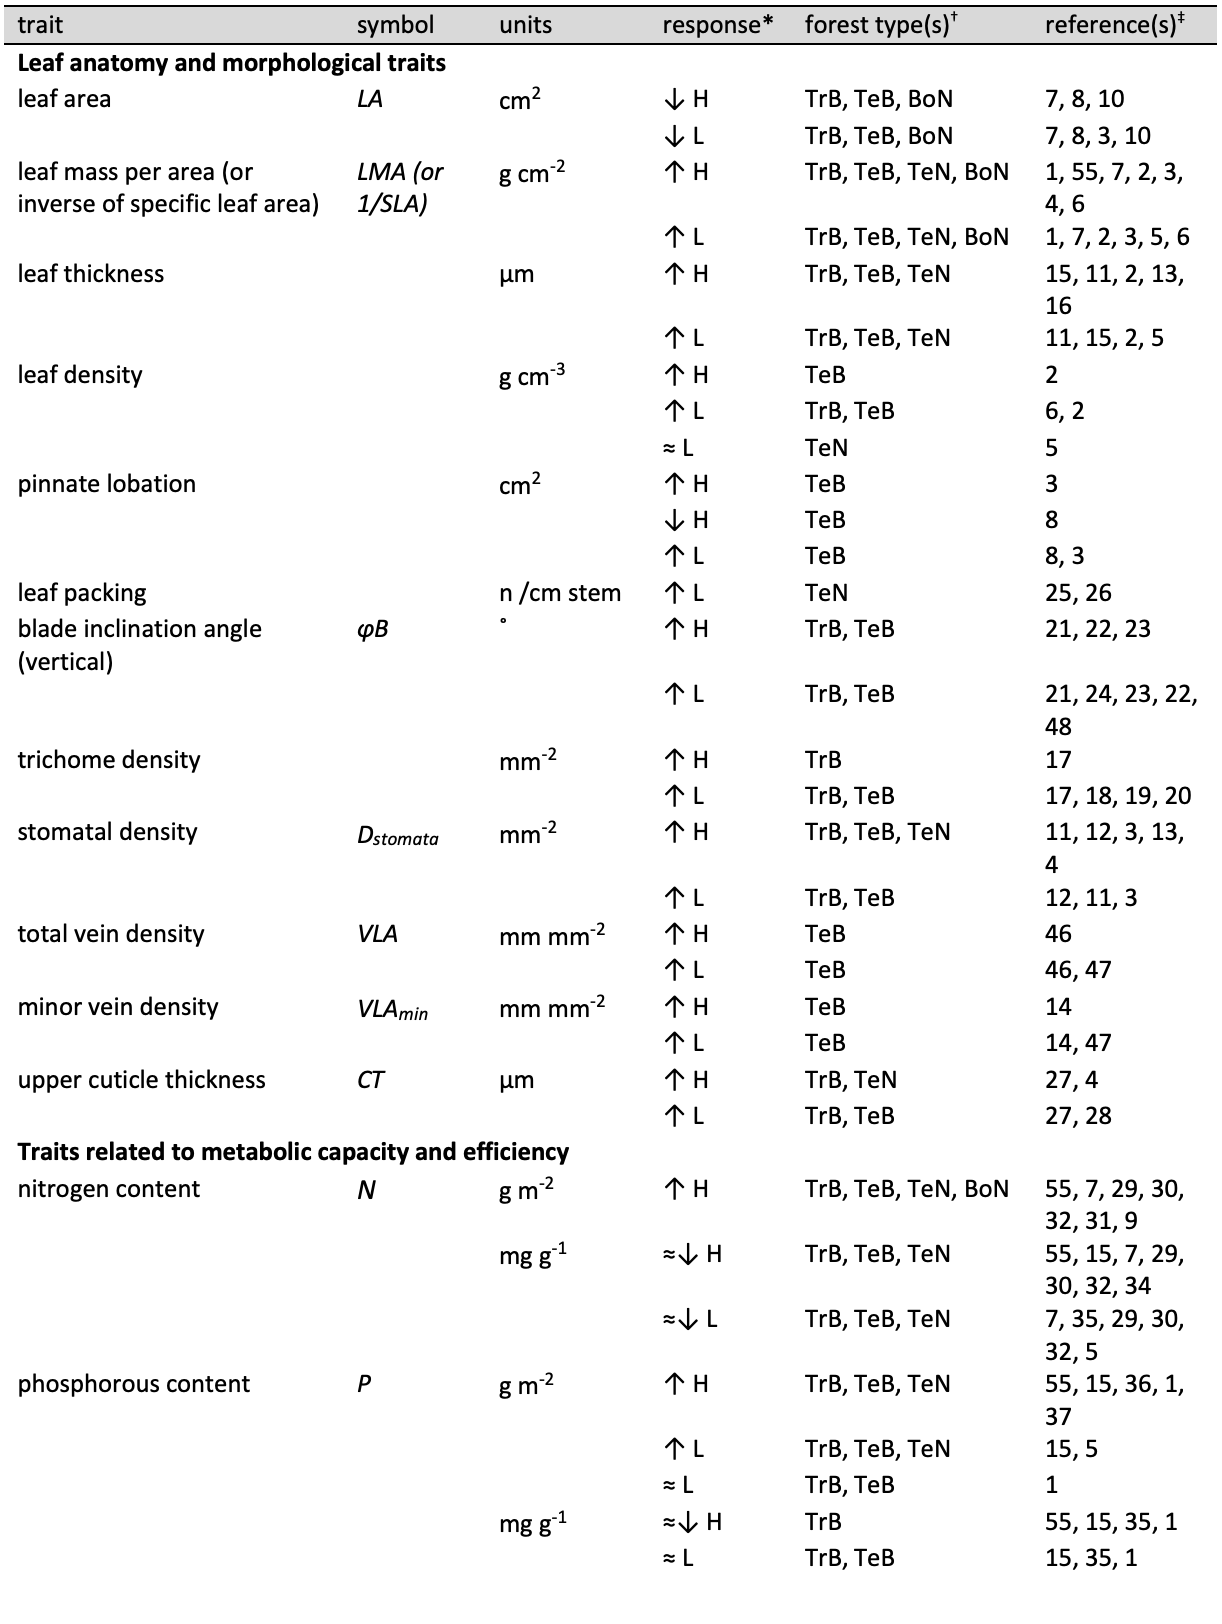 trait symbol units response* forest type(s)† reference(s)‡
Leaf anatomy and morphological traits
leaf area LA cm² ↓ H TrB, TeB, BoN 7, 8, 10
↓ L TrB, TeB, BoN 7, 8, 3, 10
leaf mass per area (or LMA (or g cm⁻² ↑ H TrB, TeB, TeN, BoN 1, 55, 7, 2, 3,
inverse of specific leaf area) 1/SLA) 4, 6
↑ L TrB, TeB, TeN, BoN 1, 7, 2, 3, 5, 6
leaf thickness µm ↑ H TrB, TeB, TeN 15, 11, 2, 13,
16
↑ L TrB, TeB, TeN 11, 15, 2, 5
leaf density g cm⁻³ ↑ H TeB 2
↑ L TrB, TeB 6, 2
≈ L TeN 5
pinnate lobation cm² ↑ H TeB 3
↓ H TeB 8
↑ L TeB 8, 3
leaf packing n /cm stem ↑ L TeN 25, 26
blade inclination angle φB ° ↑ H TrB, TeB 21, 22, 23
(vertical)
↑ L TrB, TeB 21, 24, 23, 22,
48
trichome density mm⁻² ↑ H TrB 17
↑ L TrB, TeB 17, 18, 19, 20
stomatal density Dstomata mm⁻² ↑ H TrB, TeB, TeN 11, 12, 3, 13,
4
↑ L TrB, TeB 12, 11, 3
total vein density VLA mm mm⁻² ↑ H TeB 46
↑ L TeB 46, 47
minor vein density VLAmin mm mm⁻² ↑ H TeB 14
↑ L TeB 14, 47
upper cuticle thickness CT µm ↑ H TrB, TeN 27, 4
↑ L TrB, TeB 27, 28
Traits related to metabolic capacity and efficiency
nitrogen content N g m⁻² ↑ H TrB, TeB, TeN, BoN 55, 7, 29, 30,
32, 31, 9
mg g⁻¹ ≈↓ H TrB, TeB, TeN 55, 15, 7, 29,
30, 32, 34
≈↓ L TrB, TeB, TeN 7, 35, 29, 30,
32, 5
phosphorous content P g m⁻² ↑ H TrB, TeB, TeN 55, 15, 36, 1,
37
↑ L TrB, TeB, TeN 15, 5
≈ L TrB, TeB 1
mg g⁻¹ ≈↓ H TrB 55, 15, 35, 1
≈ L TrB, TeB 15, 35, 1